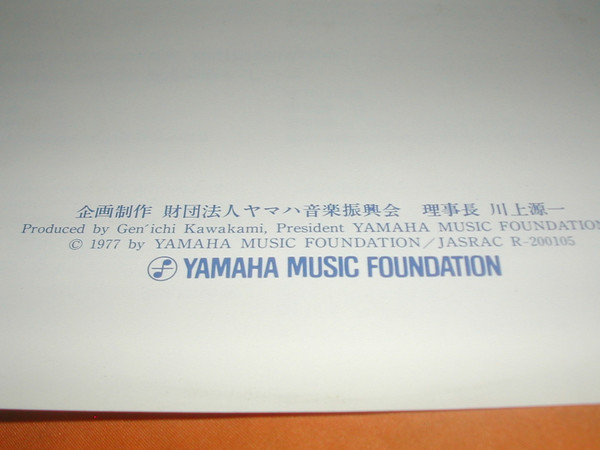 企画制作 財団法人ヤマハ音楽振興会 理事長 川上源一
Produced by Gen'ichi Kawakami, President YAMAHA MUSIC FOUNDATION
© 1977 by YAMAHA MUSIC FOUNDATION/JASRAC R-200105
YAMAHA MUSIC FOUNDATION